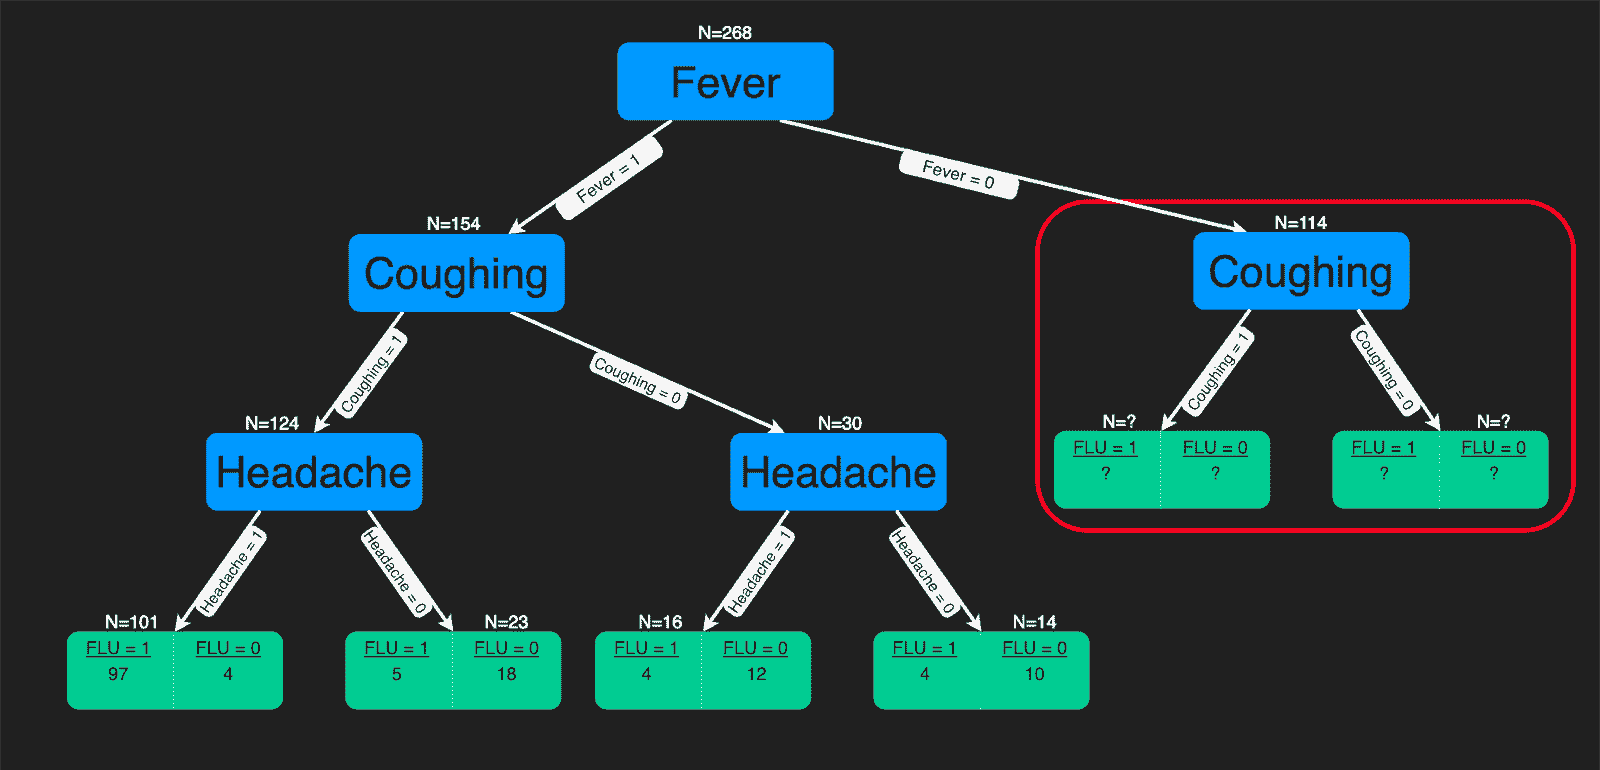 N=268
Fever
Fever = 1
Fever = 0
N=154
Coughing
N=114
Coughing
Coughing = 1
Coughing = 0
Coughing = 1
Coughing = 0
N=124
Headache
N=30
Headache
N=?
FLU = 1 FLU = 0
? ?
N=?
FLU = 1 FLU = 0
? ?
Headache = 1
Headache = 0
Headache = 1
Headache = 0
N=101
FLU = 1 FLU = 0
97 4
N=23
FLU = 1 FLU = 0
5 18
N=16
FLU = 1 FLU = 0
4 12
N=14
FLU = 1 FLU = 0
4 10